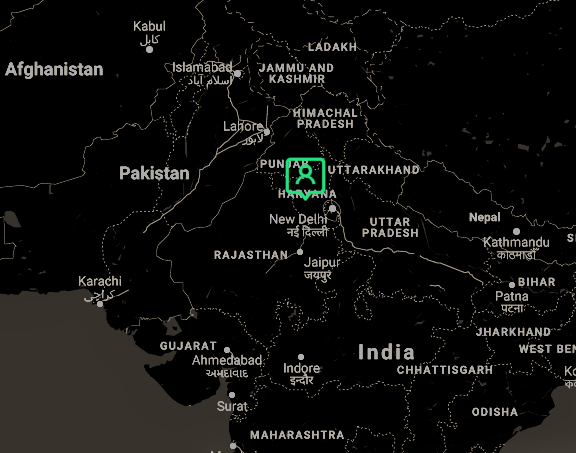 Kabul
کابل
LADAKH
Afghanistan
Islamabad
اسلام آباد
JAMMU AND
KASHMIR
HIMACHAL
PRADESH
Lahore
لاہور
Pakistan
UTTARAKHAND
HARYANA
New Delhi
नई दिल्ली
UTTAR
PRADESH
Nepal
Kathmandu
काठमाडौँ
RAJASTHAN
Jaipur
जयपुर
Karachi
کراچی
BIHAR
Patna
पटना
JHARKHAND
GUJARAT
Ahmedabad
અમદાવાદ
India
WEST BEN
Indore
इन्दौर
CHHATTISGARH
Surat
ODISHA
MAHARASHTRA